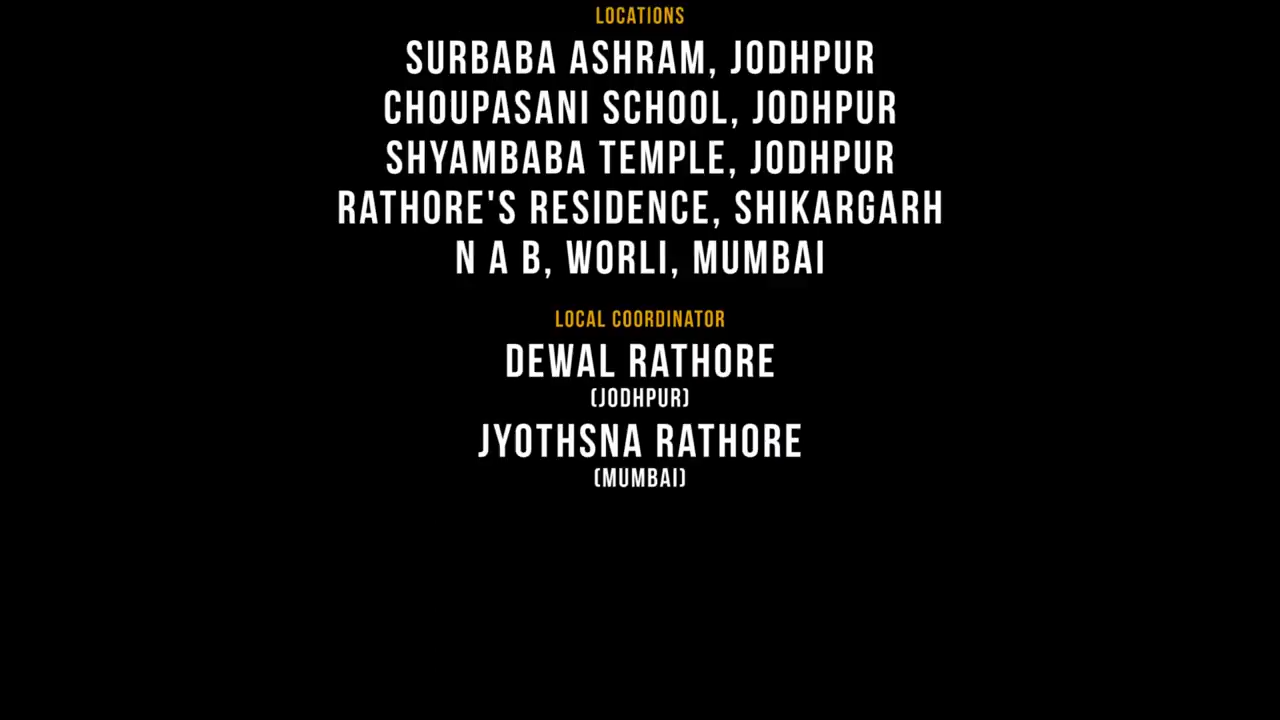 LOCATIONS
SURBABA ASHRAM, JODHPUR
CHOUPASANI SCHOOL, JODHPUR
SHYAMBABA TEMPLE, JODHPUR
RATHORE'S RESIDENCE, SHIKARGARH
N A B, WORLI, MUMBAI
LOCAL COORDINATOR
DEWAL RATHORE
(JODHPUR)
JYOTHSNA RATHORE
(MUMBAI)